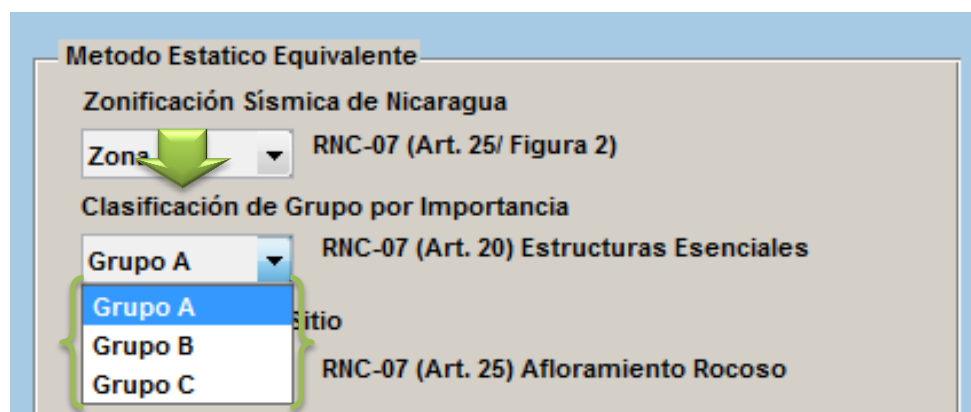 Metodo Estatico Equivalente
Zonificación Sísmica de Nicaragua
Zona
RNC-07 (Art. 25/ Figura 2)
Clasificación de Grupo por Importancia
Grupo A
RNC-07 (Art. 20) Estructuras Esenciales
Grupo A
Grupo B
Grupo C
Sitio
RNC-07 (Art. 25) Afloramiento Rocoso